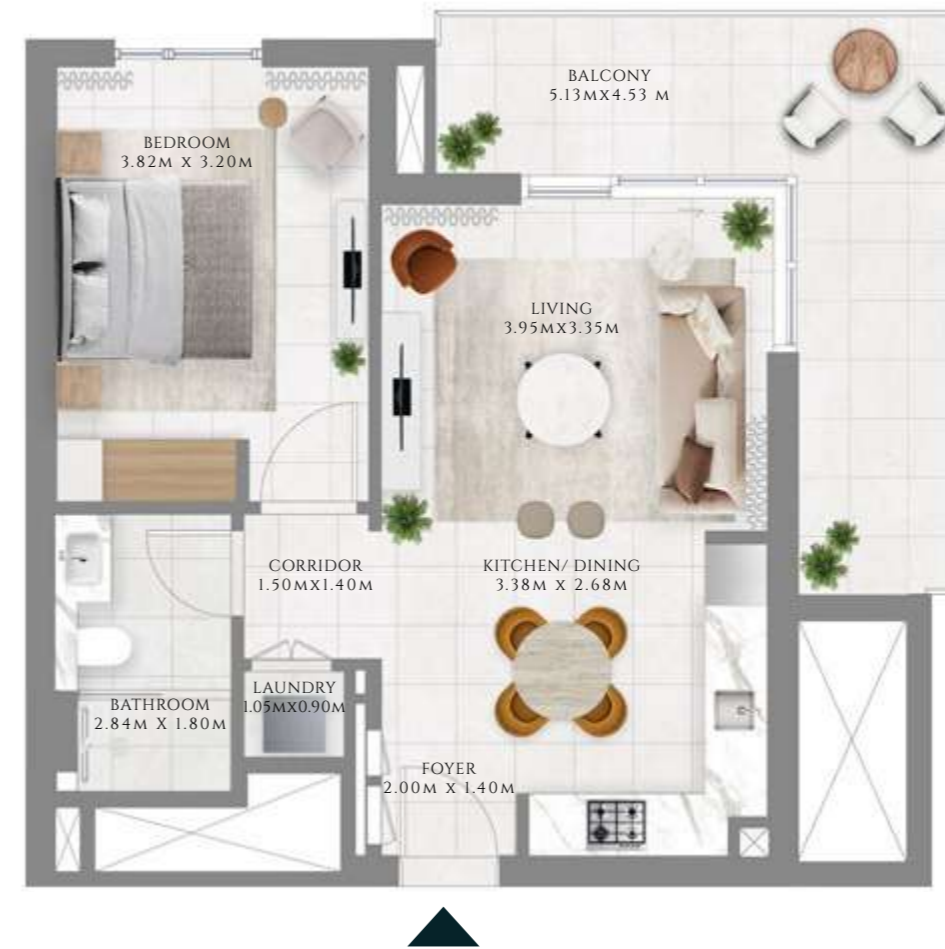 BALCONY
5.13MX4.53 M
BEDROOM
3.82M X 3.20M
LIVING
3.95MX3.35M
CORRIDOR
1.50MX1.40M
KITCHEN/ DINING
3.38M X 2.68M
LAUNDRY
1.05MX0.90M
BATHROOM
2.84M X 1.80M
FOYER
2.00M X 1.40M